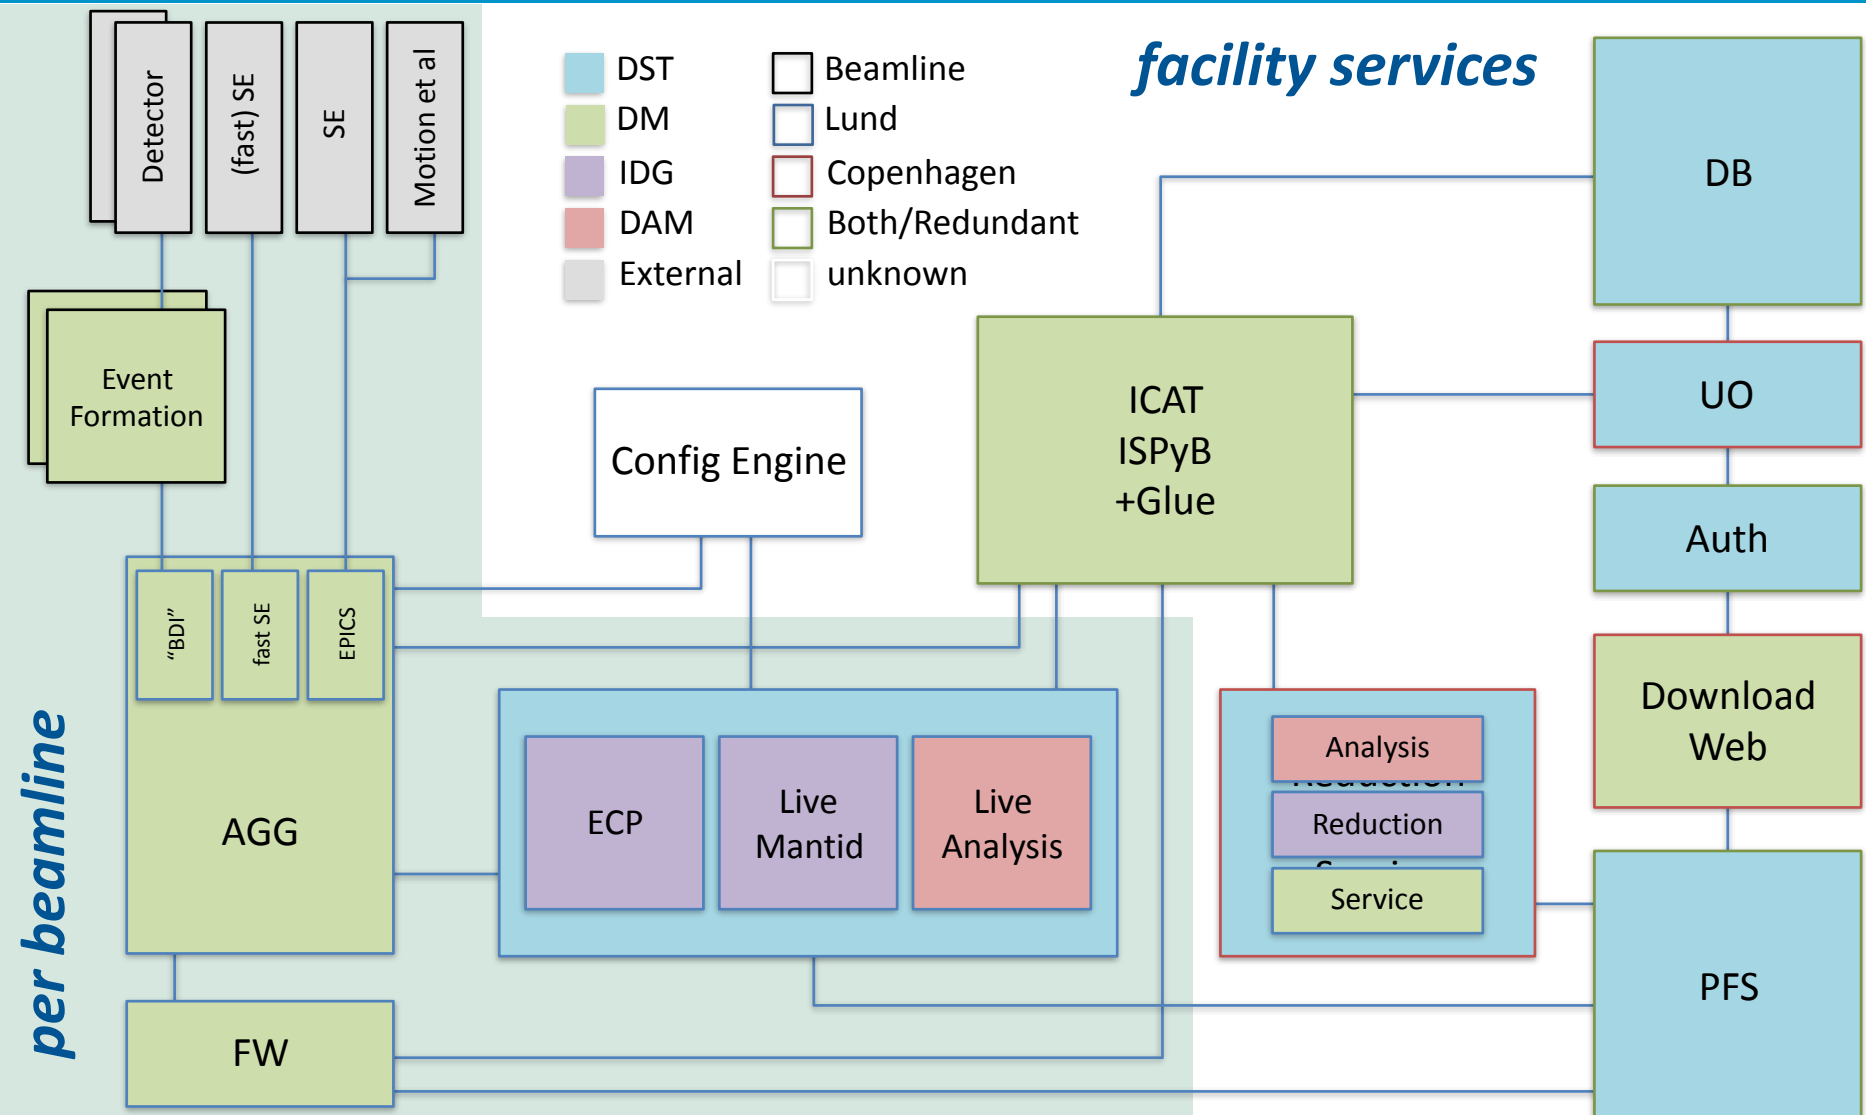 Detector
(fast) SE
SE
Motion et al
DST
DM
IDG
DAM
External
Beamline
Lund
Copenhagen
Both/Redundant
unknown
facility services
DB
UO
Auth
Download
Web
PFS
Event
Formation
Config Engine
ICAT
ISPyB
+Glue
"BDI"
fast SE
EPICS
AGG
FW
ECP
Live
Mantid
Live
Analysis
Analysis
Reduction
Reduction
Service
per beamline